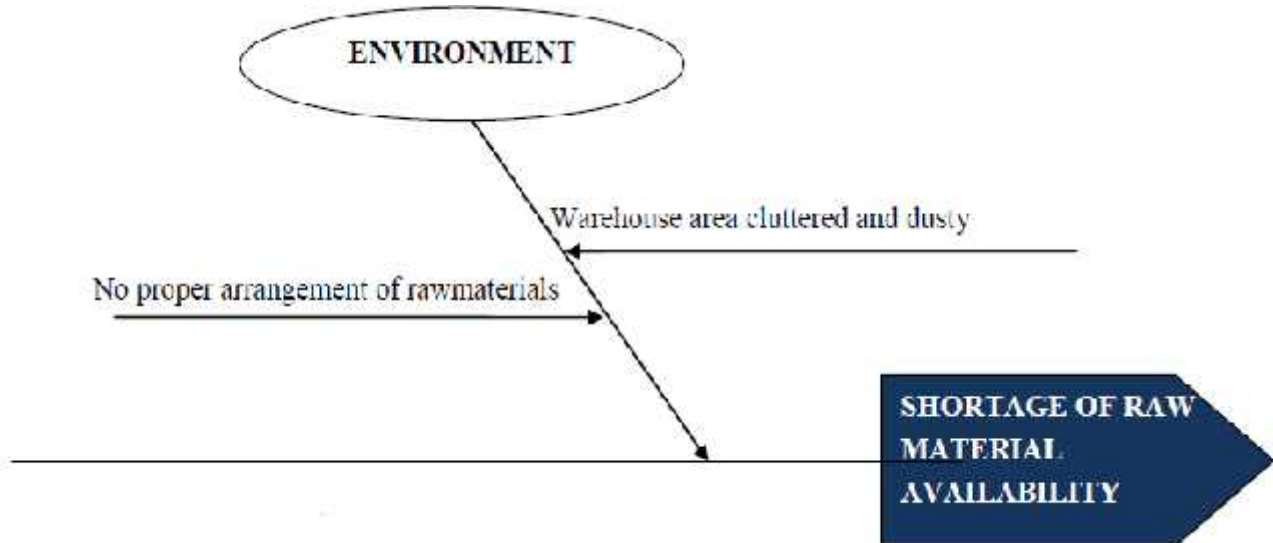 ENVIRONMENT
Warehouse area cluttered and dusty
No proper arrangement of rawmaterials
SHORTAGE OF RAW
MATERIAL
AVAILABILITY